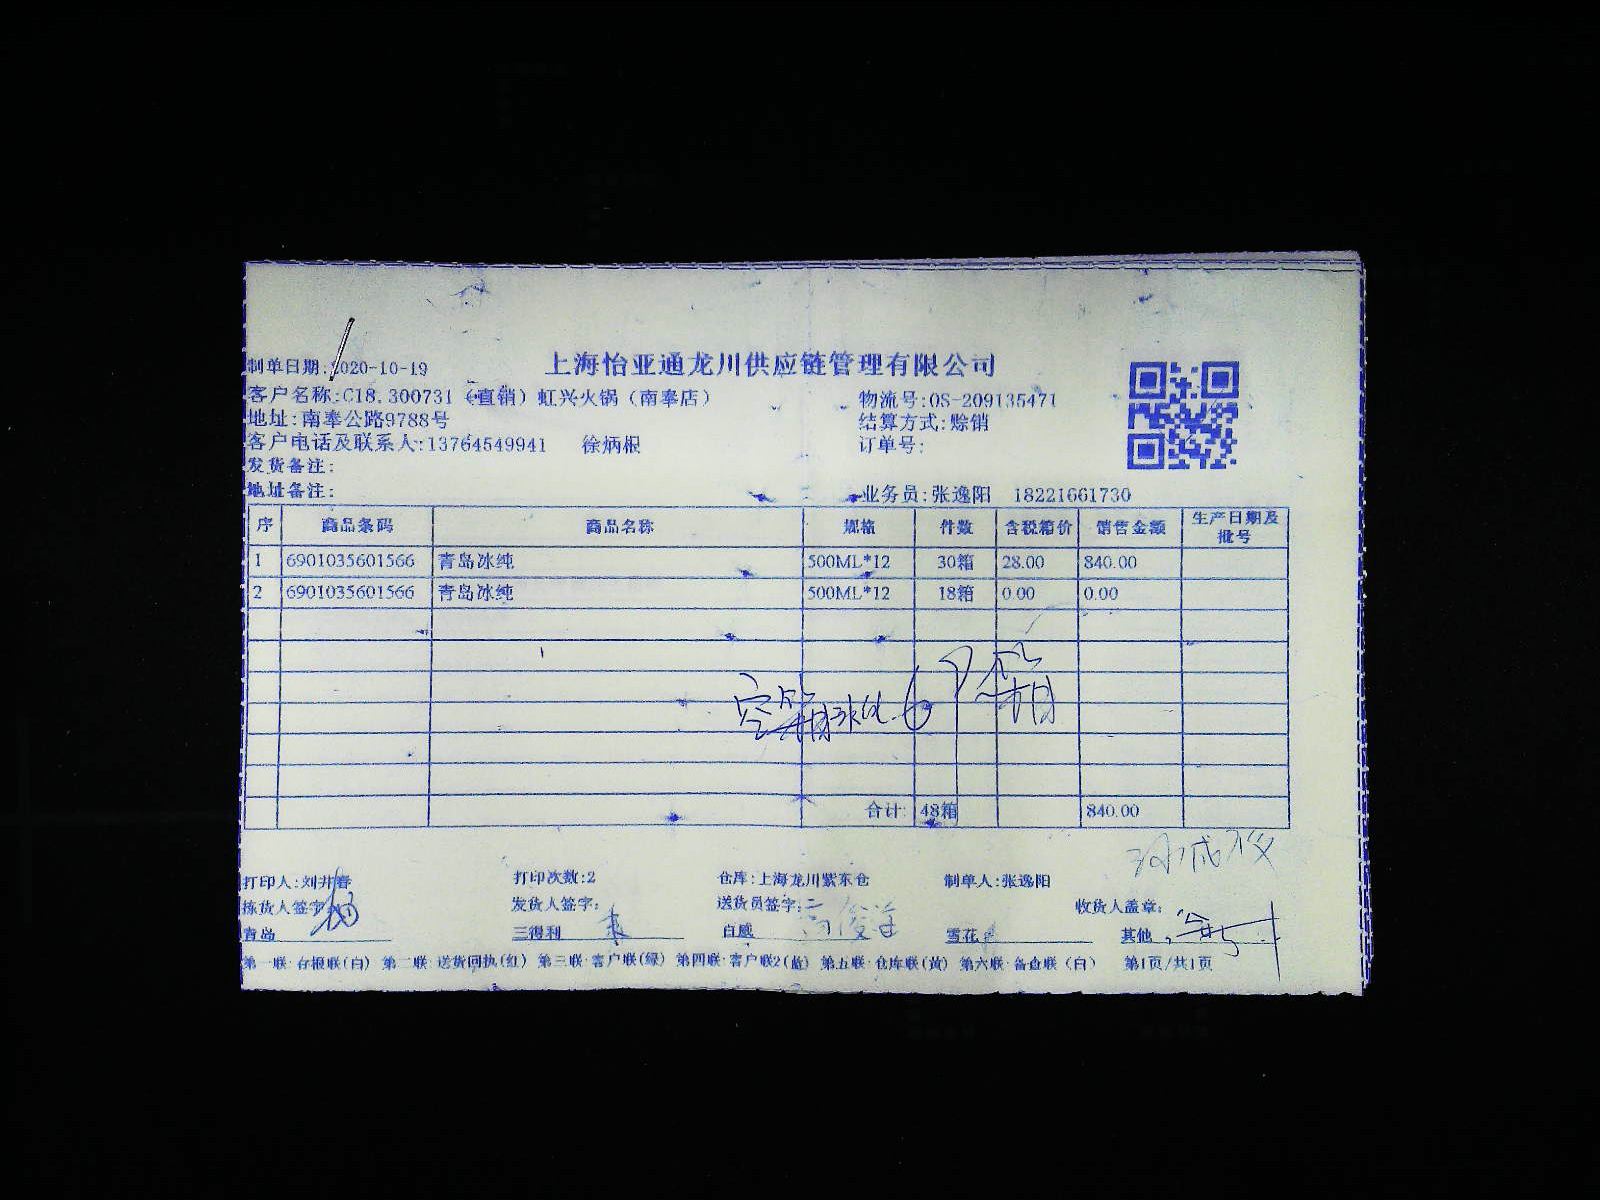 上海怡亚通龙川供应链管理有限公司
制单日期:2020-10-19
客户名称:C18.300731（直销）虹兴火锅（南奉店） 物流号:OS-209135471
地址:南奉公路9788号 结算方式:赊销
客户电话及联系人:13764549941 徐炳根 订单号:
发货备注:
地址备注: 业务员:张逸阳 18221661730
序 商品条码 商品名称 规格 件数 含税箱价 销售金额 生产日期及批号
1 6901035601566 青岛冰纯 500ML*12 30箱 28.00 840.00
2 6901035601566 青岛冰纯 500ML*12 18箱 0.00 0.00
空箱 箱
合计: 48箱 840.00
打印人:刘井春 打印次数:2 仓库:上海龙川紫东仓 制单人:张逸阳
拣货人签字: 发货人签字: 送货员签字: 收货人盖章:
青岛 三得利 百威 雪花 其他
第一联:存根联(白) 第二联:送货回执(红) 第三联:客户联(绿) 第四联:客户联2(蓝) 第五联:仓库联(黄) 第六联:备查联(白) 第1页/共1页